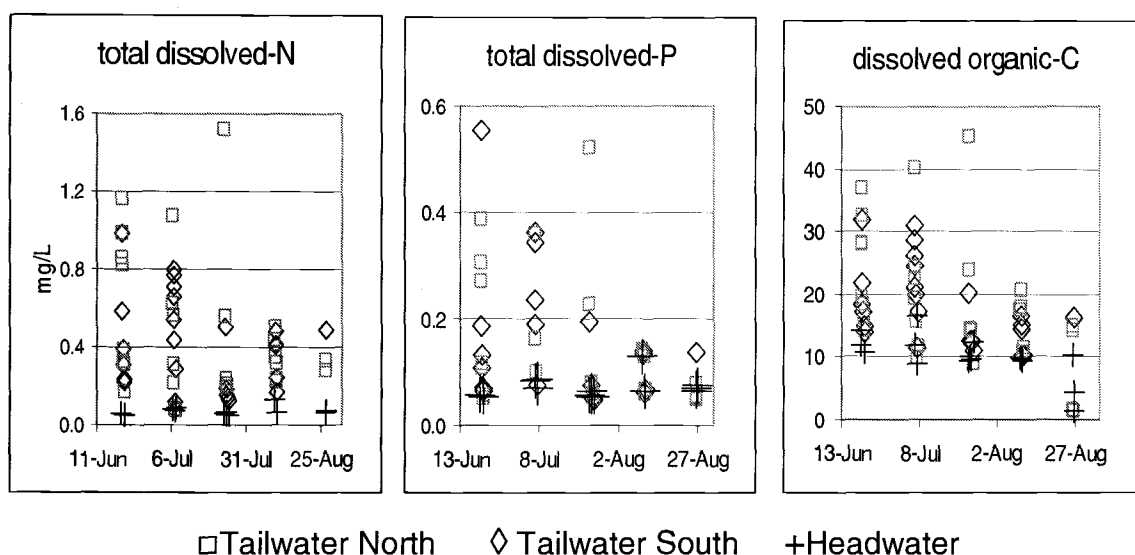 total dissolved-N
mg/L
1.6
1.2
0.8
0.4
0.0
11-Jun 6-Jul 31-Jul 25-Aug
total dissolved-P
0.6
0.4
0.2
0.0
13-Jun 8-Jul 2-Aug 27-Aug
dissolved organic-C
50
40
30
20
10
0
13-Jun 8-Jul 2-Aug 27-Aug
Tailwater North Tailwater South Headwater